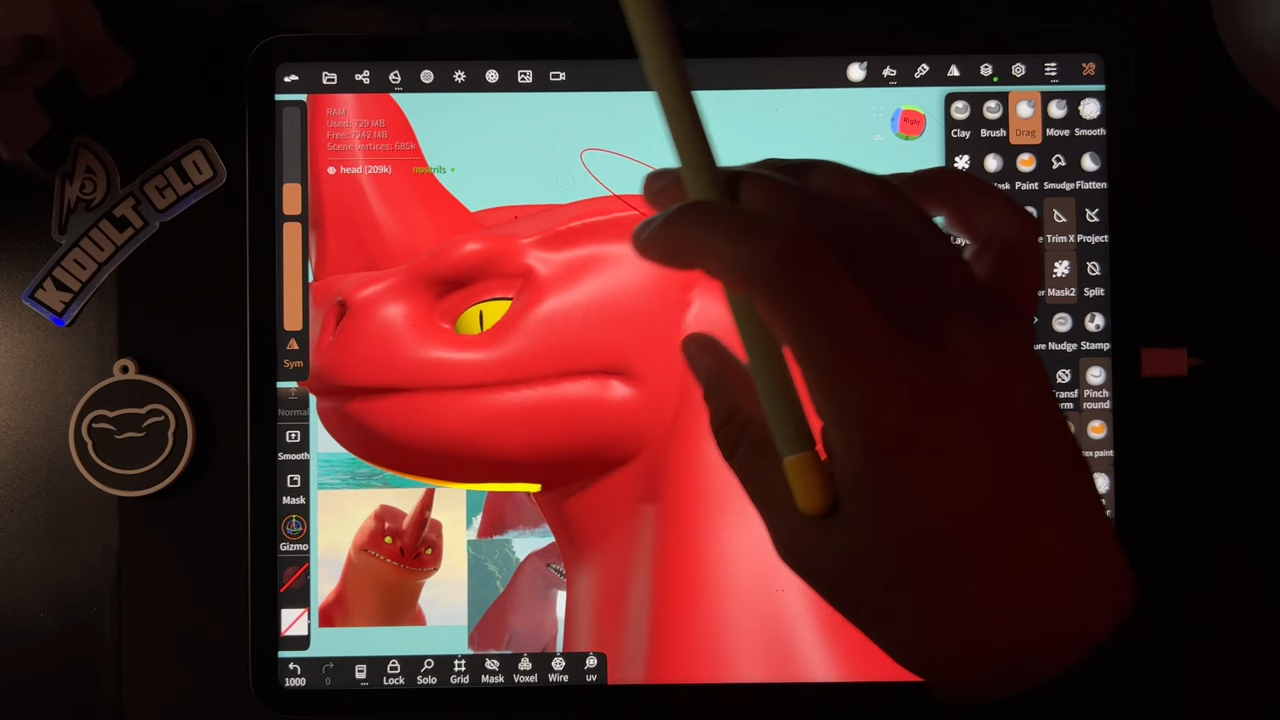 KIDULT CLO
RAM
Used: 729 MB
Free: 7242 MB
Scene vertices: 685k
head (209k)
nostrils
Right
Clay
Brush
Drag
Move
Smooth
Paint
Smudge
Flatten
Trim X
Project
Mask2
Split
Nudge
Stamp
Pinch
round
Sym
Normal
Smooth
Mask
Gizmo
1000
0
Lock
Solo
Grid
Mask
Voxel
Wire
uv